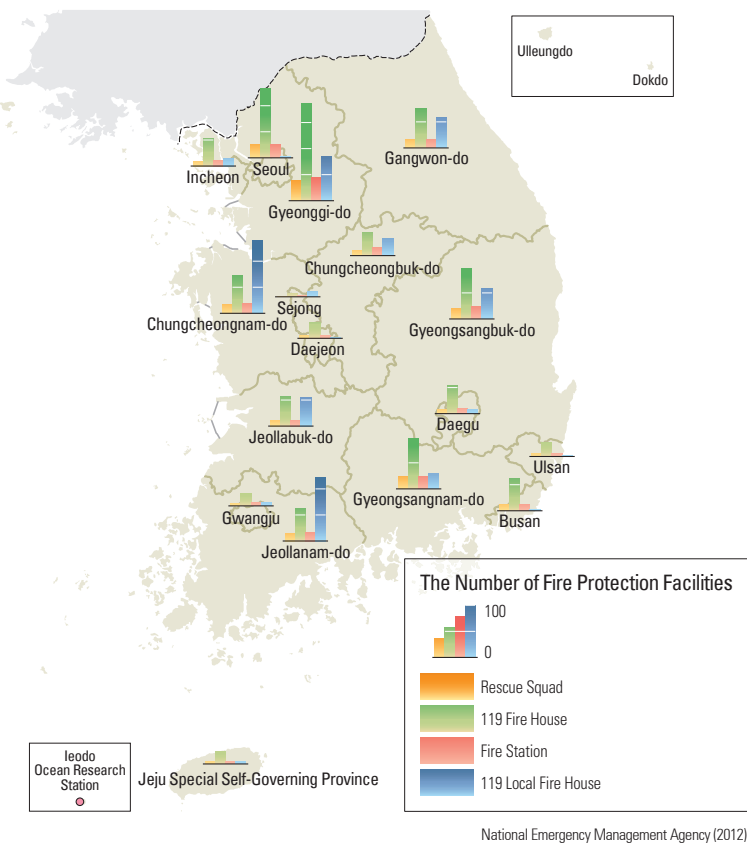 Ulleungdo
Dokdo
Gangwon-do
Incheon
Seoul
Gyeonggi-do
Chungcheongbuk-do
Sejong
Chungcheongnam-do
Gyeongsangbuk-do
Daejeon
Daegu
Jeollabuk-do
Ulsan
Gyeongsangnam-do
Busan
Gwangju
Jeollanam-do
The Number of Fire Protection Facilities
100
0
Rescue Squad
119 Fire House
Fire Station
119 Local Fire House
Ieodo
Ocean Research
Station
Jeju Special Self-Governing Province
National Emergency Management Agency (2012)